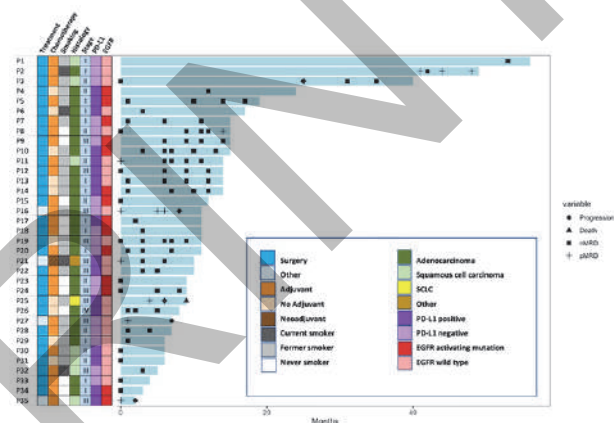 Treatment
Chemotherapy
Smoking
Histology
Stage
PD-L1
EGFR
P1
P2
P3
P4
P5
P6
P7
P8
P9
P10
P11
P12
P13
P14
P15
P16
P17
P18
P19
P20
P21
P22
P23
P24
P25
P26
P27
P28
P29
P30
P31
P32
P33
P34
P35
variable
Progression
Death
nMRD
pMRD
Surgery
Other
Adjuvant
No Adjuvant
Neoadjuvant
Current smoker
Former smoker
Never smoker
Adenocarcinoma
Squamous cell carcinoma
SCLC
Other
PD-L1 positive
PD-L1 negative
EGFR activating mutation
EGFR wild type
0
20
40
Months